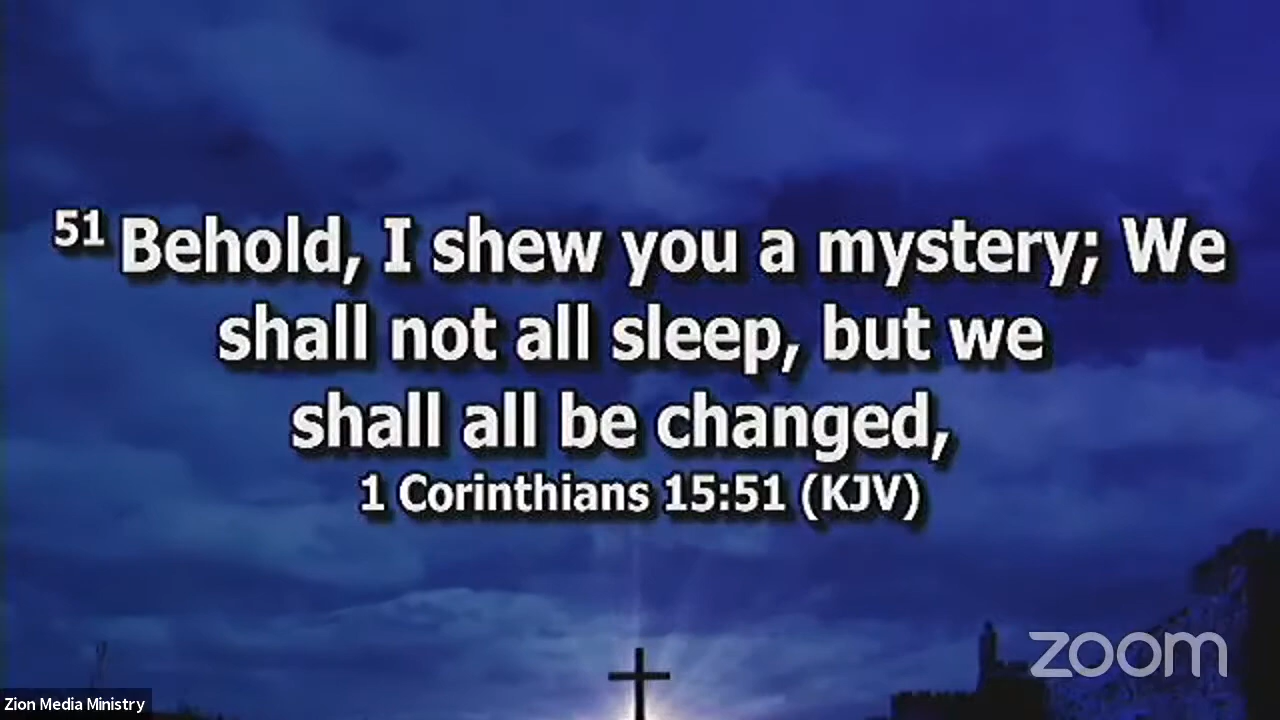 51 Behold, I shew you a mystery; We
shall not all sleep, but we
shall all be changed,
1 Corinthians 15:51 (KJV)
zoom
Zion Media Ministry